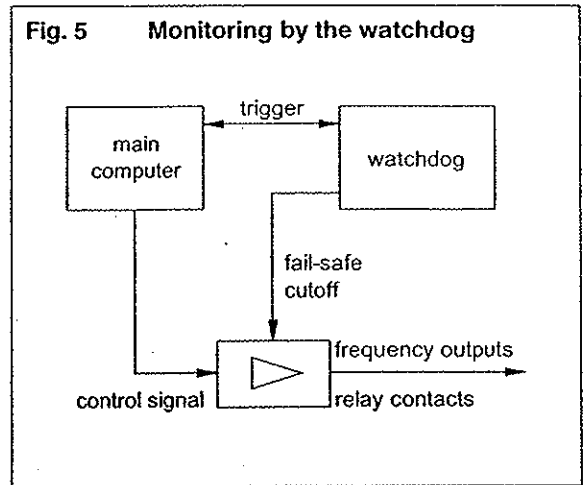 Fig. 5 Monitoring by the watchdog
trigger
main
computer
watchdog
fail-safe
cutoff
frequency outputs
control signal
relay contacts